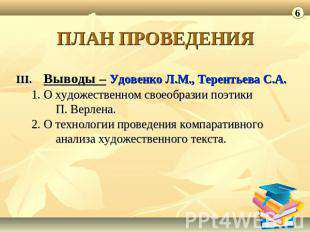 6
ПЛАН ПРОВЕДЕНИЯ
III. Выводы – Удовенко Л.М., Терентьева С.А.
1. О художественном своеобразии поэтики
П. Верлена.
2. О технологии проведения компаративного
анализа художественного текста.
PPt4WEB.ru